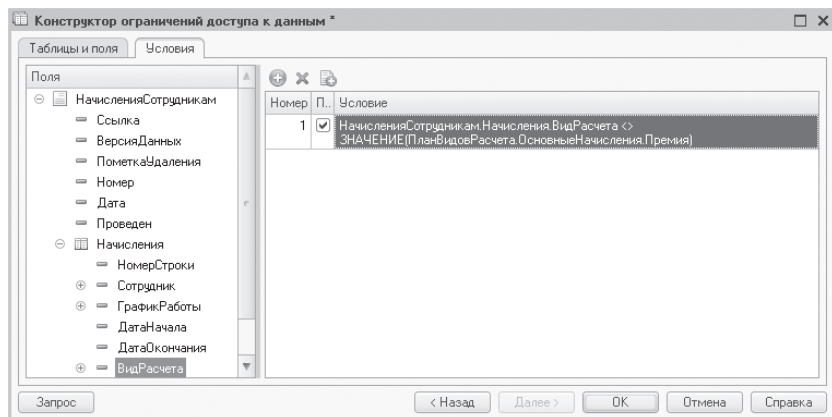 Конструктор ограничений доступа к данным *
Таблицы и поля
Условия
Поля
НачисленияСотрудникам
Ссылка
ВерсияДанных
ПометкаУдаления
Номер
Дата
Проведен
Начисления
НомерСтроки
Сотрудник
ГрафикРаботы
ДатаНачала
ДатаОкончания
ВидРасчета
Номер П.. Условие
1 НачисленияСотрудникам.Начисления.ВидРасчета <>
ЗНАЧЕНИЕ(ПланВидовРасчета.ОсновныеНачисления.Премия)
Запрос
< Назад
Далее >
OK
Отмена
Справка